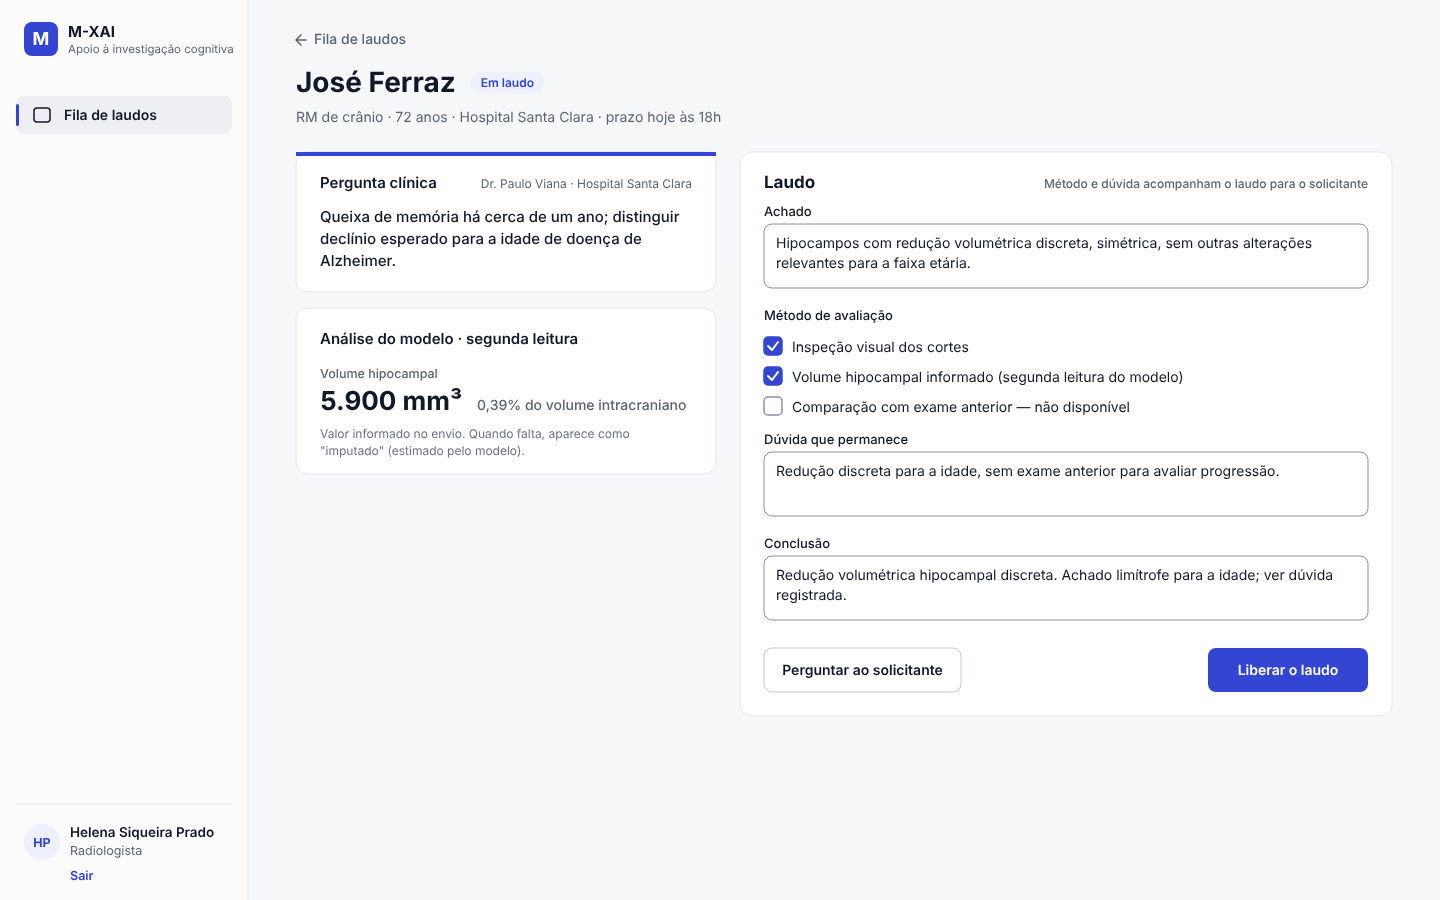 M
M-XAI
Apoio à investigação cognitiva
Fila de laudos
Fila de laudos
José Ferraz
Em laudo
RM de crânio · 72 anos · Hospital Santa Clara · prazo hoje às 18h
Pergunta clínica
Dr. Paulo Viana · Hospital Santa Clara
Queixa de memória há cerca de um ano; distinguir
declínio esperado para a idade de doença de
Alzheimer.
Análise do modelo · segunda leitura
Volume hipocampal
5.900 mm³
0,39% do volume intracraniano
Valor informado no envio. Quando falta, aparece como
"imputado" (estimado pelo modelo).
Laudo
Método e dúvida acompanham o laudo para o solicitante
Achado
Hipocampos com redução volumétrica discreta, simétrica, sem outras alterações
relevantes para a faixa etária.
Método de avaliação
Inspeção visual dos cortes
Volume hipocampal informado (segunda leitura do modelo)
Comparação com exame anterior — não disponível
Dúvida que permanece
Redução discreta para a idade, sem exame anterior para avaliar progressão.
Conclusão
Redução volumétrica hipocampal discreta. Achado limítrofe para a idade; ver dúvida
registrada.
Perguntar ao solicitante
Liberar o laudo
HP
Helena Siqueira Prado
Radiologista
Sair